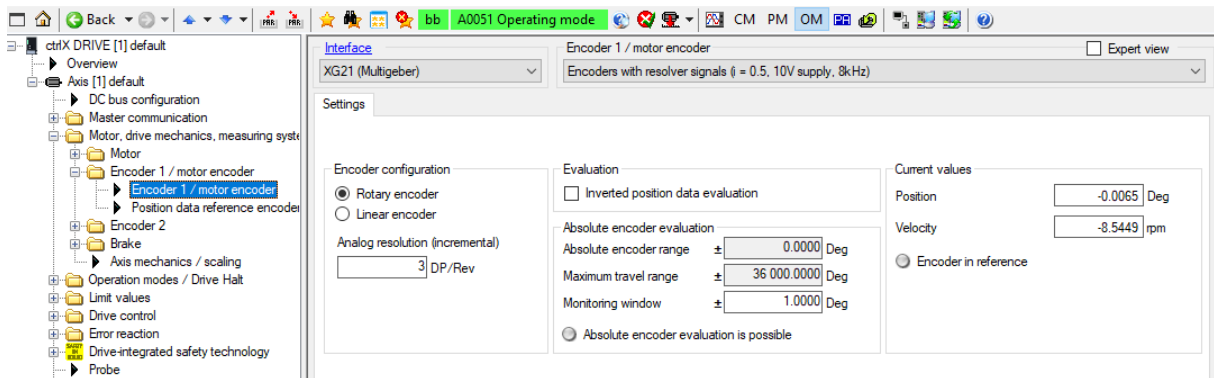 Back bb A0051 Operating mode CM PM OM
ctrlX DRIVE [1] default
Overview
Axis [1] default
DC bus configuration
Master communication
Motor, drive mechanics, measuring syste
Motor
Encoder 1 / motor encoder
Encoder 1 / motor encoder
Position data reference encoder
Encoder 2
Brake
Axis mechanics / scaling
Operation modes / Drive Halt
Limit values
Drive control
Error reaction
Drive-integrated safety technology
Probe
Interface
XG21 (Multigeber)
Encoder 1 / motor encoder
Expert view
Encoders with resolver signals (i = 0.5, 10V supply, 8kHz)
Settings
Encoder configuration
Rotary encoder
Linear encoder
Analog resolution (incremental)
3 DP/Rev
Evaluation
Inverted position data evaluation
Absolute encoder evaluation
Absolute encoder range ± 0.0000 Deg
Maximum travel range ± 36 000.0000 Deg
Monitoring window ± 1.0000 Deg
Absolute encoder evaluation is possible
Current values
Position -0.0065 Deg
Velocity -8.5449 rpm
Encoder in reference